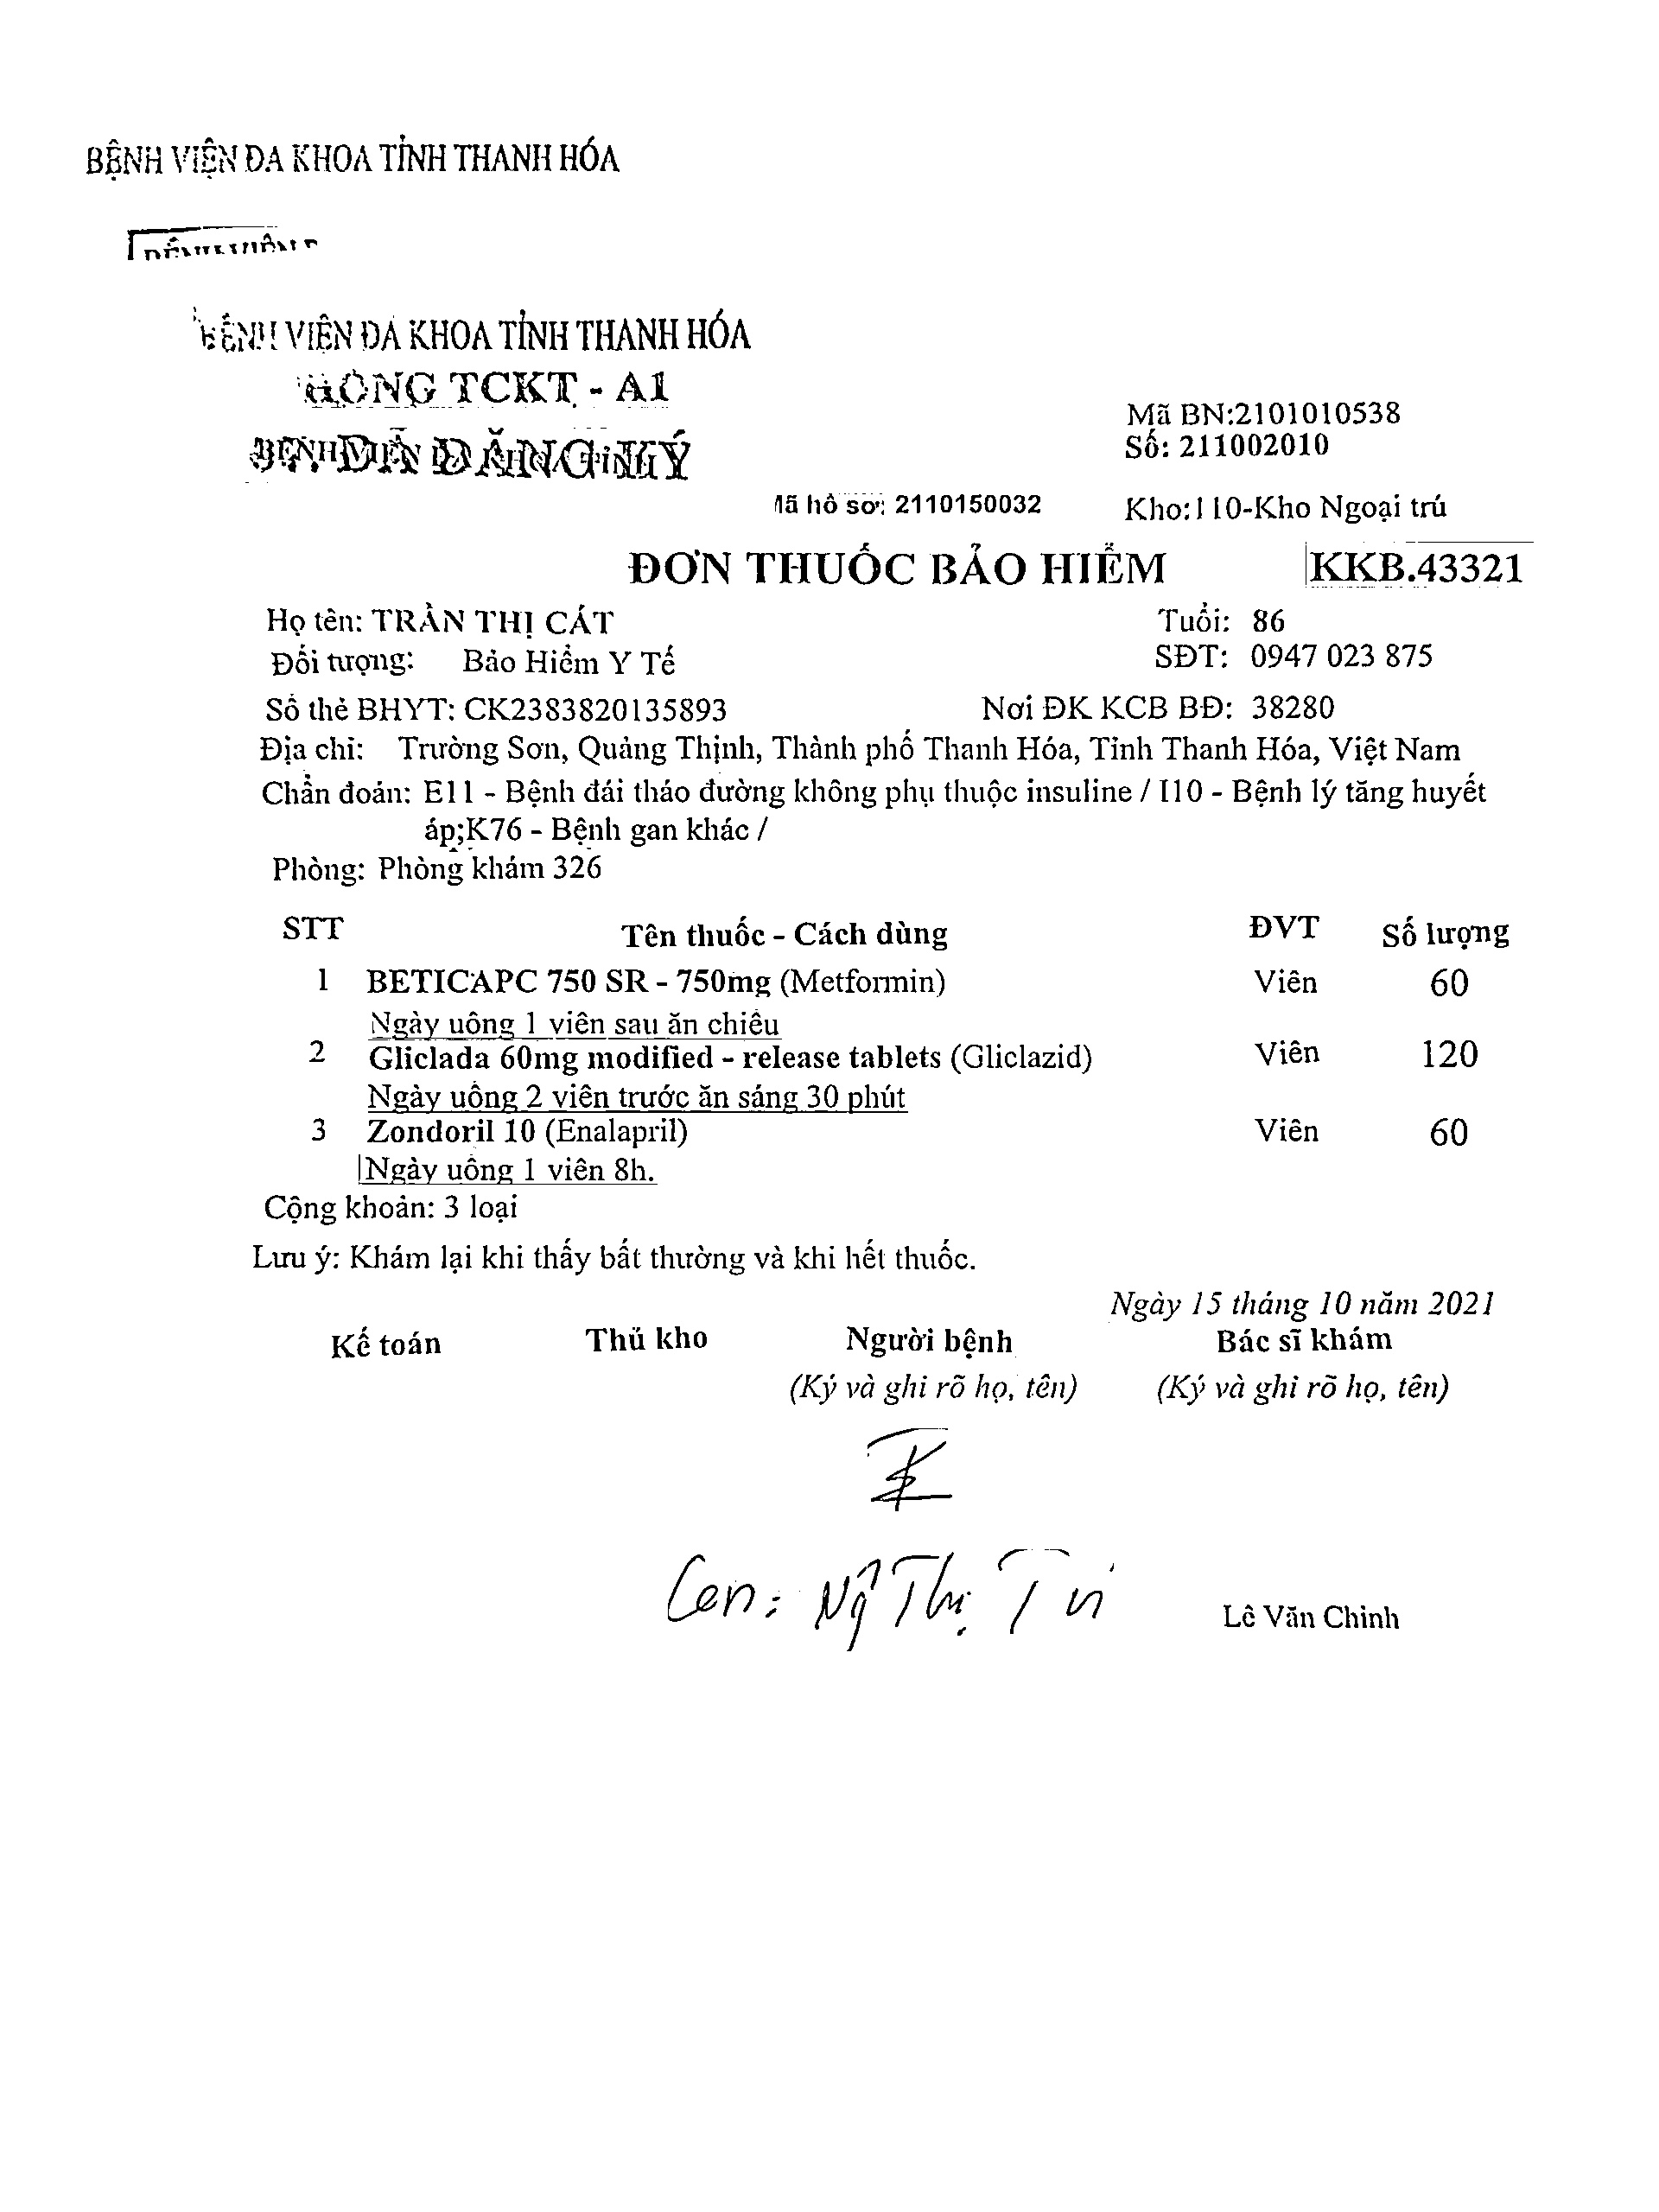 BỆNH VIỆN ĐA KHOA TỈNH THANH HÓA
BỆNH VIỆN ĐA KHOA TỈNH THANH HÓA
PHÒNG TCKT - A1
ĐĂNG KÝ
Mã BN:2101010538
Số: 211002010
Mã hồ sơ: 2110150032 Kho:110-Kho Ngoại trú
ĐƠN THUỐC BẢO HIỂM KKB.43321
Họ tên: TRẦN THỊ CÁT Tuổi: 86
Đối tượng: Bảo Hiểm Y Tế SĐT: 0947 023 875
Số thẻ BHYT: CK2383820135893 Nơi ĐK KCB BĐ: 38280
Địa chỉ: Trường Sơn, Quảng Thịnh, Thành phố Thanh Hóa, Tỉnh Thanh Hóa, Việt Nam
Chẩn đoán: E11 - Bệnh đái tháo đường không phụ thuộc insuline / I10 - Bệnh lý tăng huyết
áp;K76 - Bệnh gan khác /
Phòng: Phòng khám 326
STT Tên thuốc - Cách dùng ĐVT Số lượng
1 BETICAPC 750 SR - 750mg (Metformin) Viên 60
Ngày uống 1 viên sau ăn chiều
2 Gliclada 60mg modified - release tablets (Gliclazid) Viên 120
Ngày uống 2 viên trước ăn sáng 30 phút
3 Zondoril 10 (Enalapril) Viên 60
Ngày uống 1 viên 8h.
Cộng khoản: 3 loại
Lưu ý: Khám lại khi thấy bất thường và khi hết thuốc.
Ngày 15 tháng 10 năm 2021
Kế toán Thủ kho Người bệnh Bác sĩ khám
(Ký và ghi rõ họ, tên) (Ký và ghi rõ họ, tên)
Thị
Lê Văn Chinh